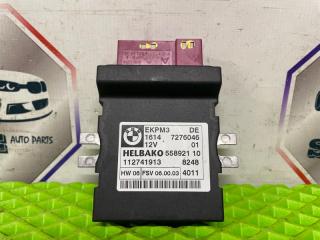 EKPM3 DE
1614 7276046
12V 01
HELBAKO 558921 10
112741913 8248
HW 06 FSV 06.00.03 4011
AUTO PARTS